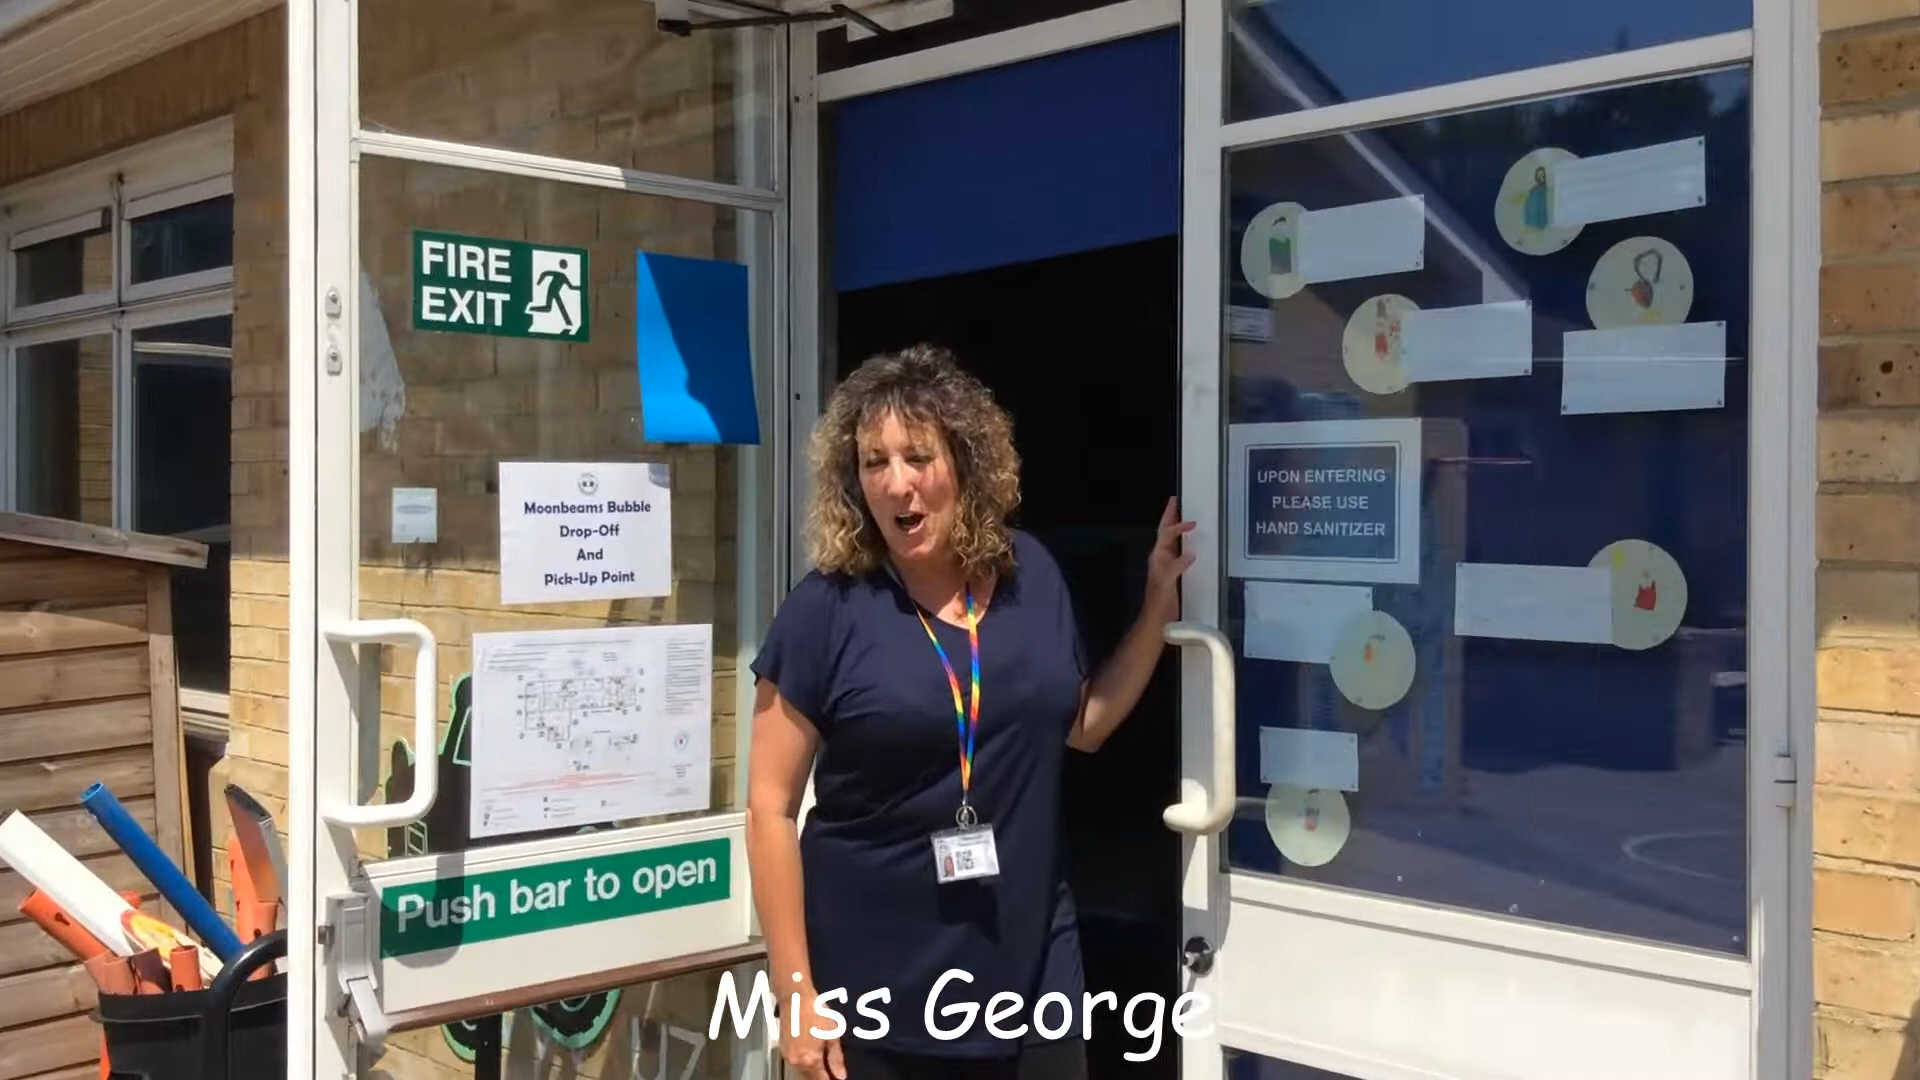 FIRE
EXIT
Moonbeams Bubble
Drop-Off
And
Pick-Up Point
Push bar to open
UPON ENTERING
PLEASE USE
HAND SANITIZER
Miss George